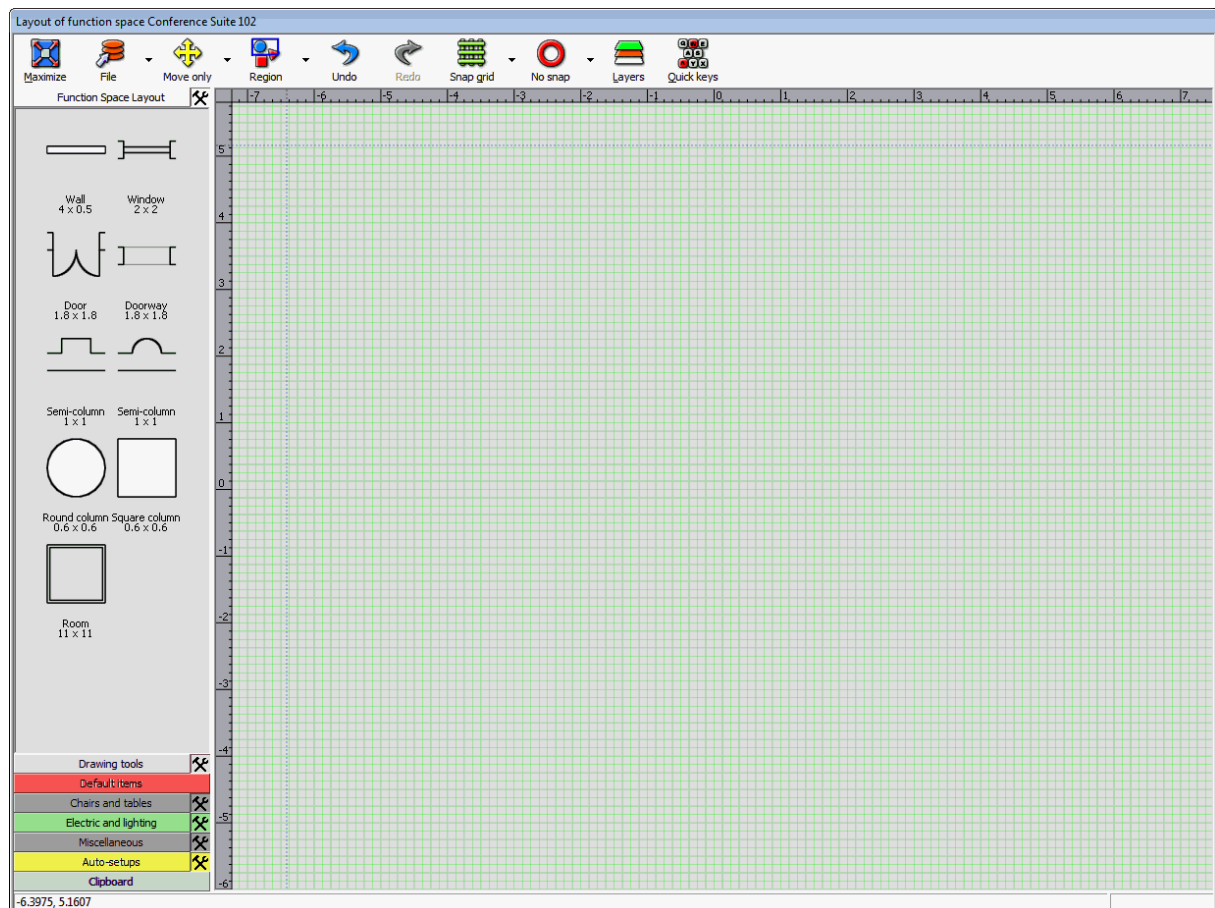 Layout of function space Conference Suite 102
Maximize File Move only Region Undo Redo Snap grid No snap Layers Quick keys
Function Space Layout
-7 -6 -5 -4 -3 -2 -1 0 1 2 3 4 5 6 7
5
4
3
2
1
0
-1
-2
-3
-4
-5
-6
Wall Window
4 x 0.5 2 x 2
Door Doorway
1.8 x 1.8 1.8 x 1.8
Semi-column Semi-column
1 x 1 1 x 1
Round column Square column
0.6 x 0.6 0.6 x 0.6
Room
11 x 11
Drawing tools
Default items
Chairs and tables
Electric and lighting
Miscellaneous
Auto-setups
Clipboard
-6.3975, 5.1607